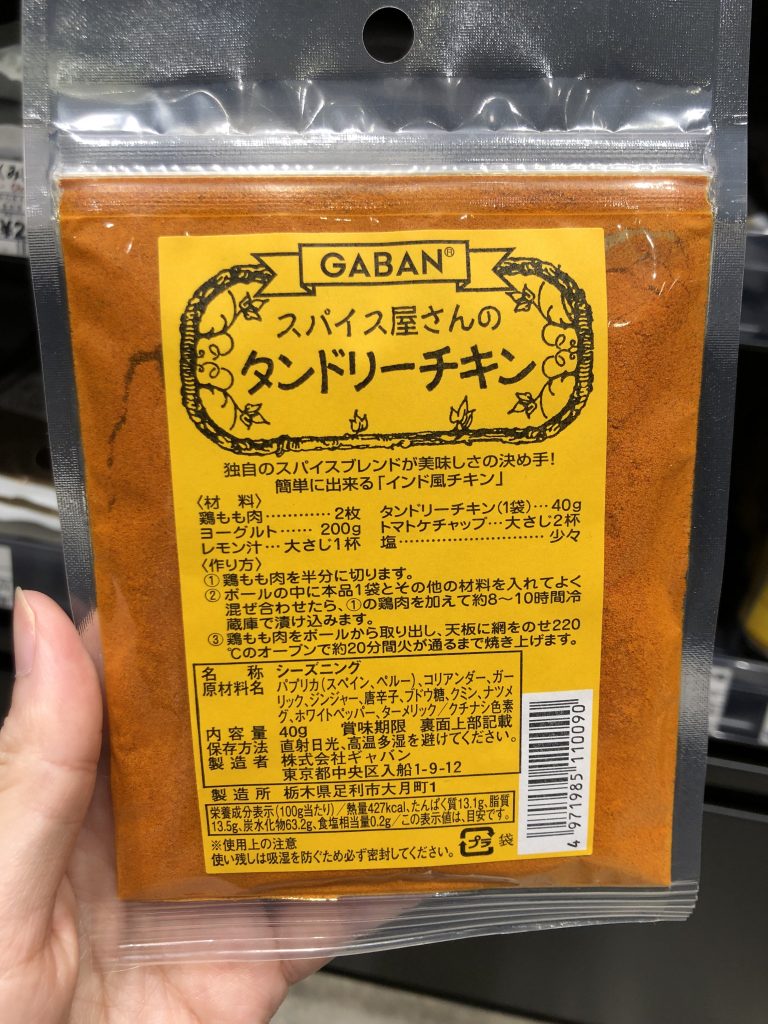 GABAN®
スパイス屋さんの
タンドリーチキン
独自のスパイスブレンドが美味しさの決め手!
簡単に出来る「インド風チキン」
〈材 料〉
鶏もも肉…………2枚 タンドリーチキン(1袋)…40g
ヨーグルト……200g トマトケチャップ…大さじ2杯
レモン汁…大さじ1杯 塩………………………少々
〈作り方〉
①鶏もも肉を半分に切ります。
②ボールの中に本品1袋とその他の材料を入れてよく
混ぜ合わせたら、①の鶏肉を加えて約8〜10時間冷
蔵庫で漬け込みます。
③鶏もも肉をボールから取り出し、天板に網をのせ220
℃のオーブンで約20分間火が通るまで焼き上げます。
名 称 シーズニング
原材料名 パプリカ(スペイン、ペルー)、コリアンダー、ガー
リック、ジンジャー、唐辛子、ブドウ糖、クミン、ナツメ
グ、ホワイトペッパー、ターメリック/クチナシ色素
内容量 40g 賞味期限 裏面上部記載
保存方法 直射日光、高温多湿を避けてください。
製造者 株式会社ギャバン
東京都中央区入船1-9-12
製造所 栃木県足利市大月町1
栄養成分表示(100g当たり)/熱量427kcal、たんぱく質13.1g、脂質
13.5g、炭水化物63.2g、食塩相当量0.2g/この表示値は、目安です。
※使用上の注意
使い残しは吸湿を防ぐため必ず密封してください。
プラ 袋
4971985110090